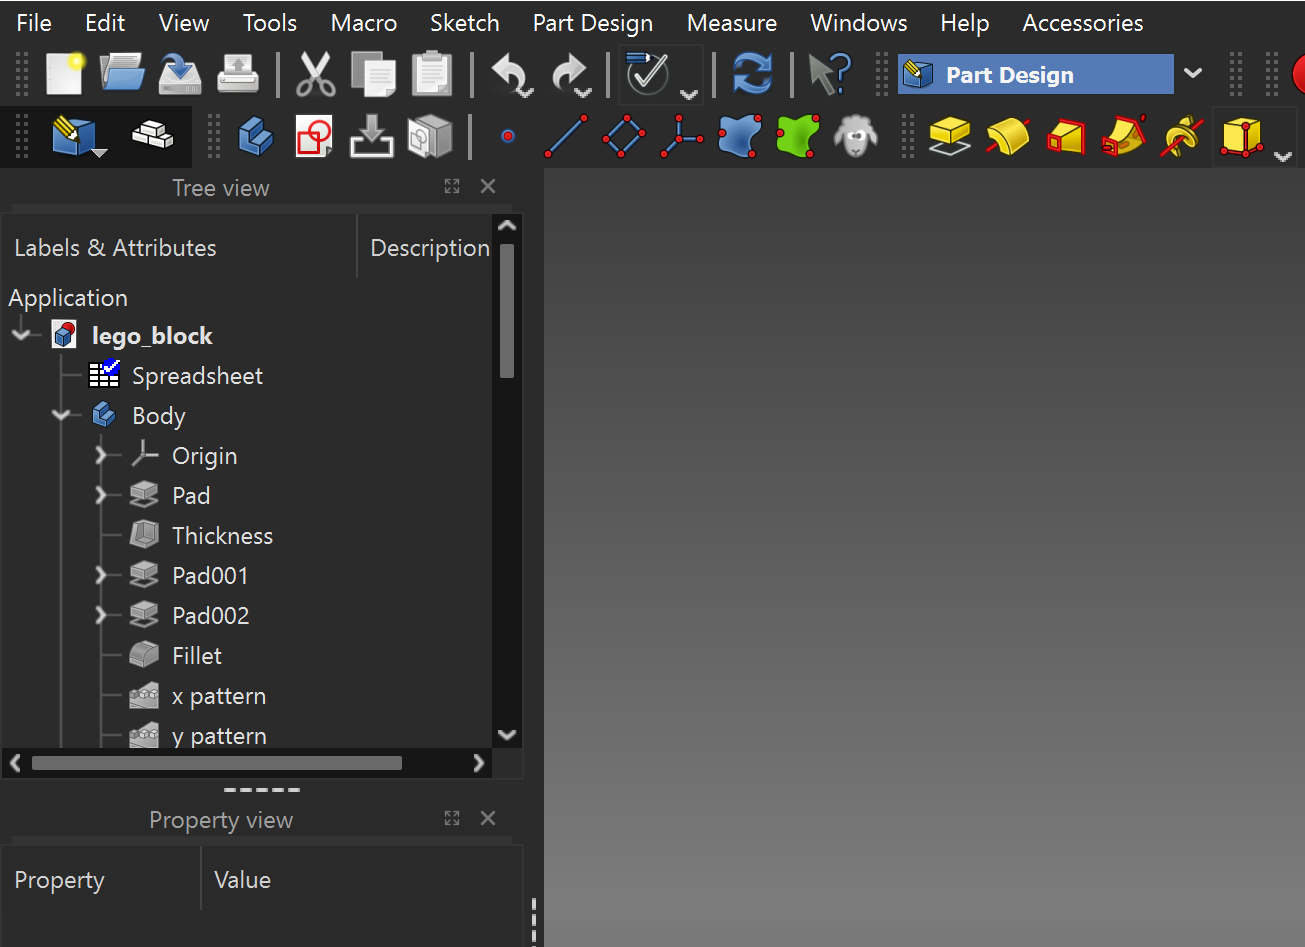 File Edit View Tools Macro Sketch Part Design Measure Windows Help Accessories
Part Design
Tree view
Labels & Attributes Description
Application
lego_block
Spreadsheet
Body
Origin
Pad
Thickness
Pad001
Pad002
Fillet
x pattern
y pattern
Property view
Property Value